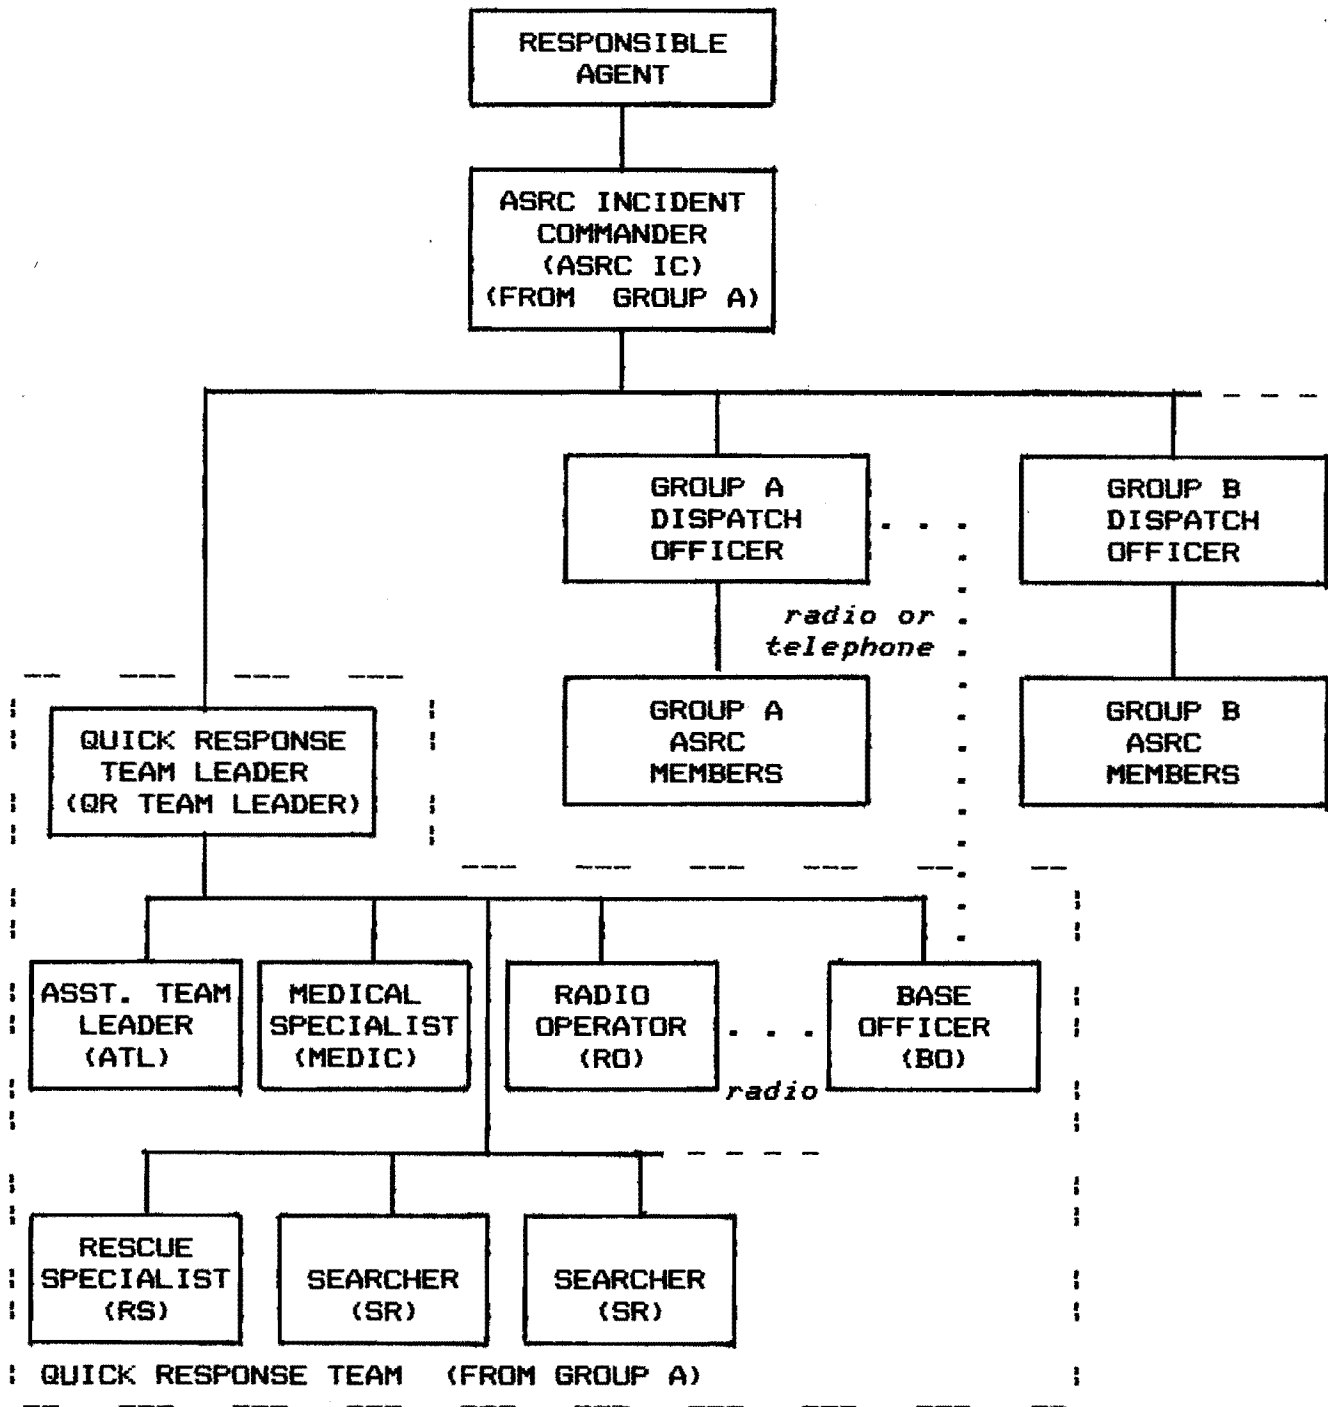 RESPONSIBLE
AGENT
ASRC INCIDENT
COMMANDER
(ASRC IC)
(FROM GROUP A)
GROUP A
DISPATCH
OFFICER
GROUP B
DISPATCH
OFFICER
radio or
telephone
QUICK RESPONSE
TEAM LEADER
(QR TEAM LEADER)
GROUP A
ASRC
MEMBERS
GROUP B
ASRC
MEMBERS
ASST. TEAM
LEADER
(ATL)
MEDICAL
SPECIALIST
(MEDIC)
RADIO
OPERATOR
(RO)
BASE
OFFICER
(BO)
radio
RESCUE
SPECIALIST
(RS)
SEARCHER
(SR)
SEARCHER
(SR)
QUICK RESPONSE TEAM (FROM GROUP A)